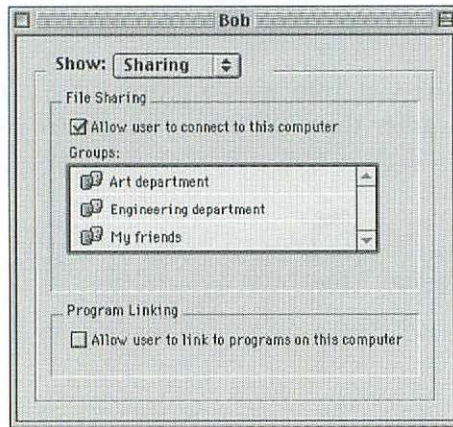 Bob
Show: Sharing
File Sharing
Allow user to connect to this computer
Groups:
Art department
Engineering department
My friends
Program Linking
Allow user to link to programs on this computer